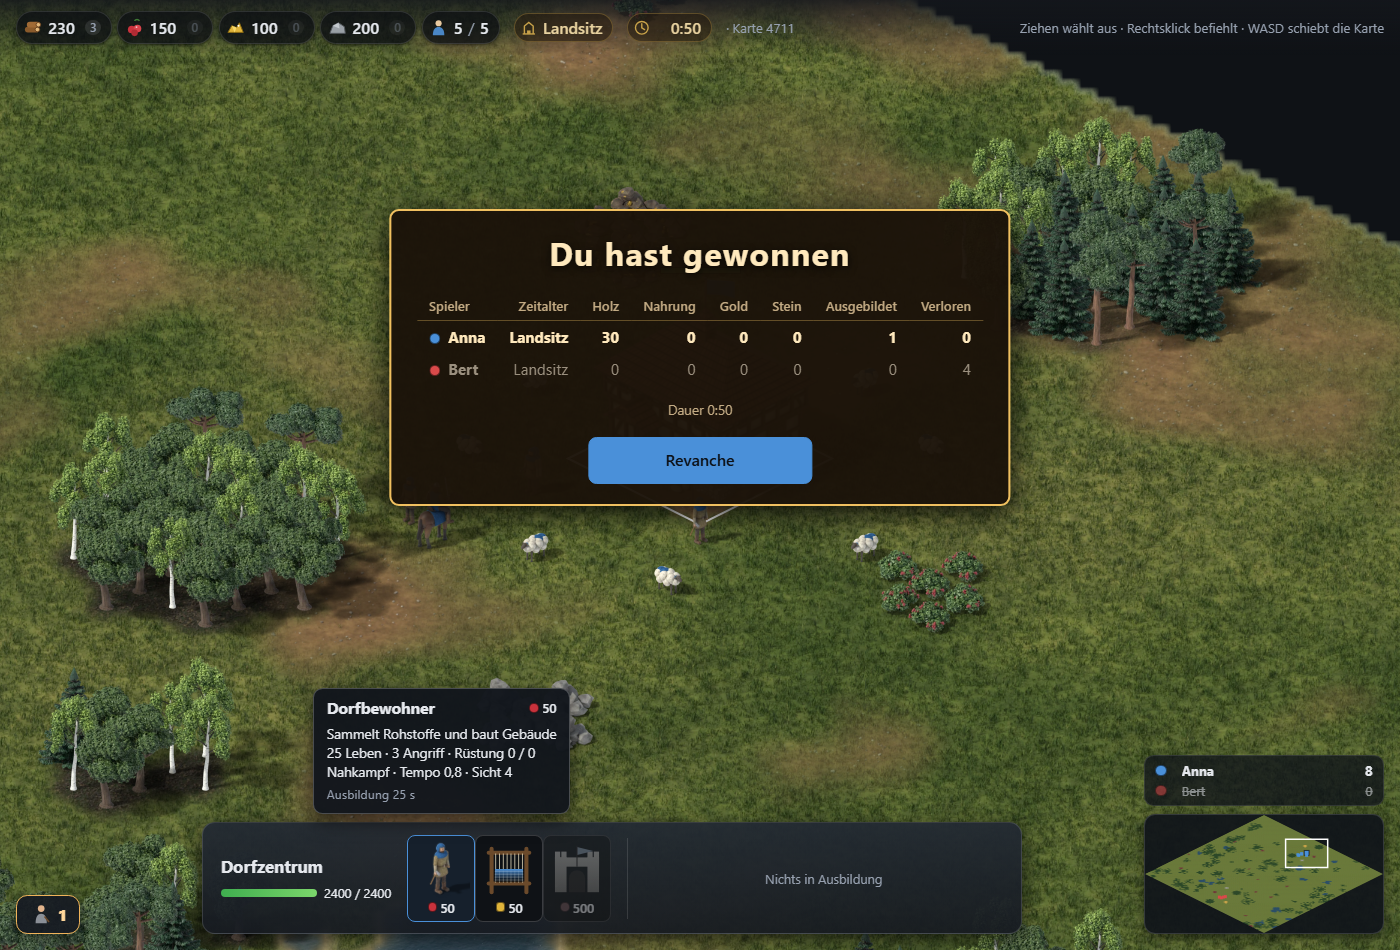 230 3 150 0 100 0 200 0 5 / 5 Landsitz 0:50 · Karte 4711 Ziehen wählt aus · Rechtsklick befiehlt · WASD schiebt die Karte
Du hast gewonnen
Spieler Zeitalter Holz Nahrung Gold Stein Ausgebildet Verloren
Anna Landsitz 30 0 0 0 1 0
Bert Landsitz 0 0 0 0 0 4
Dauer 0:50
Revanche
Dorfbewohner 50
Sammelt Rohstoffe und baut Gebäude
25 Leben · 3 Angriff · Rüstung 0 / 0
Nahkampf · Tempo 0,8 · Sicht 4
Ausbildung 25 s
Anna 8
Bert 0
Dorfzentrum
2400 / 2400
50 50 500
Nichts in Ausbildung
1